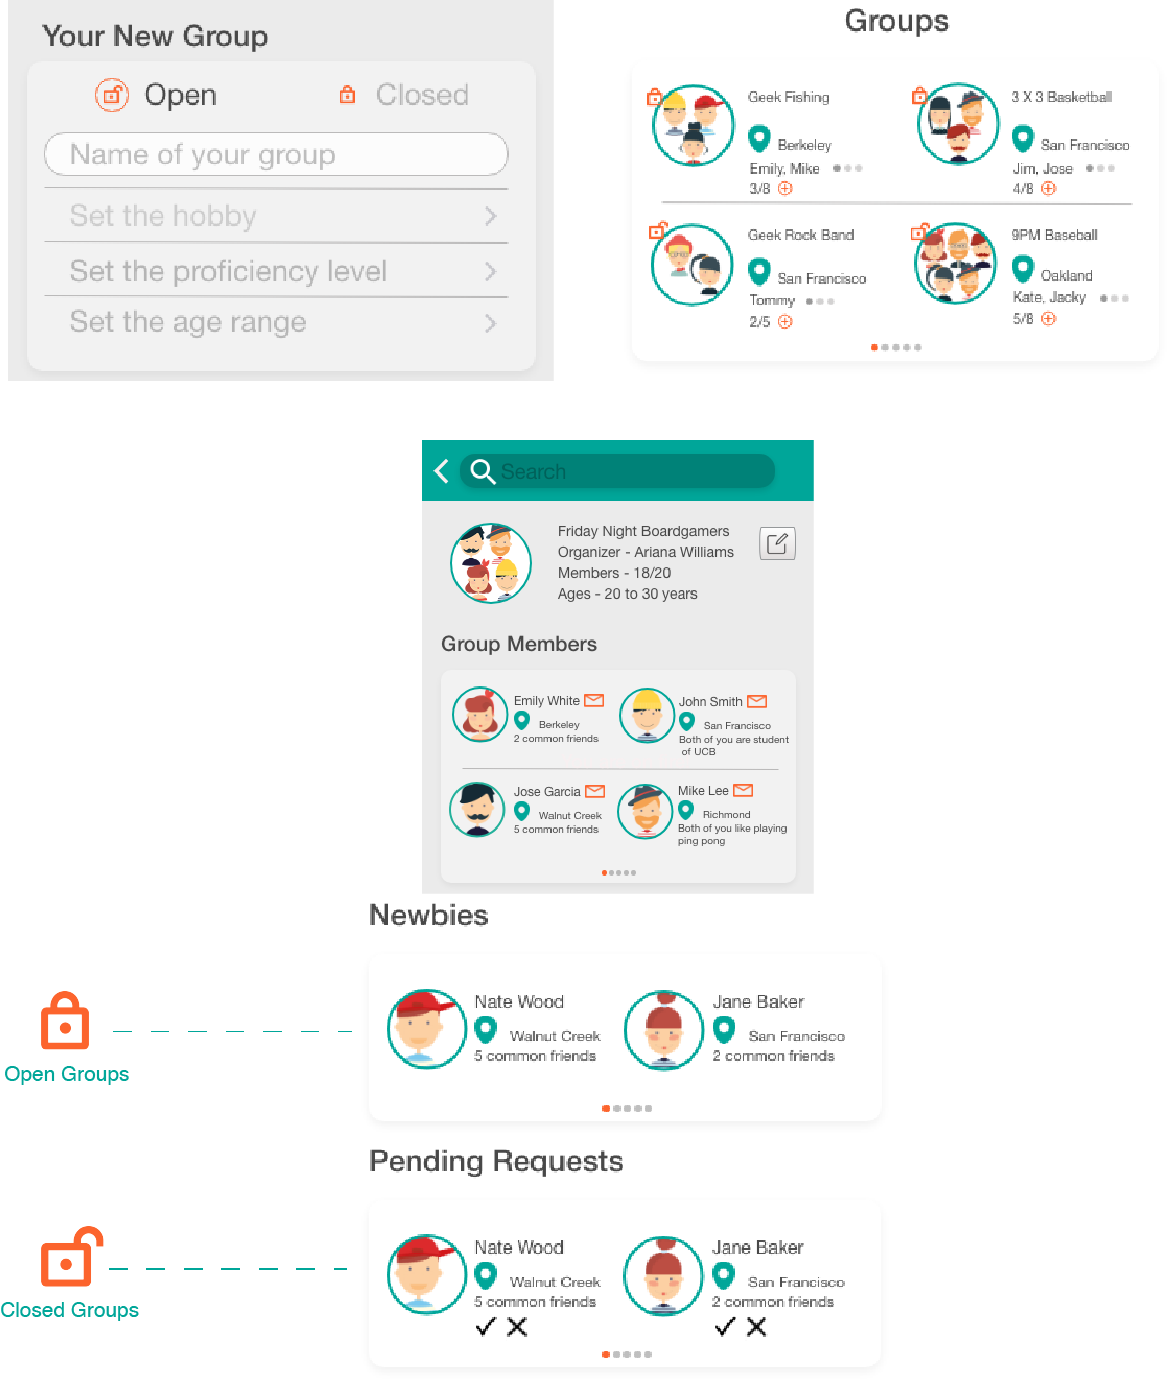 Your New Group
Open
Closed
Name of your group
Set the hobby
Set the proficiency level
Set the age range
Groups
Geek Fishing
Berkeley
Emily, Mike
3/8
3 X 3 Basketball
San Francisco
Jim, Jose
4/8
Geek Rock Band
San Francisco
Tommy
2/5
9PM Baseball
Oakland
Kate, Jacky
5/8
Search
Friday Night Boardgamers
Organizer - Ariana Williams
Members - 18/20
Ages - 20 to 30 years
Group Members
Emily White
Berkeley
2 common friends
John Smith
San Francisco
Both of you are student
of UCB
Jose Garcia
Walnut Creek
5 common friends
Mike Lee
Richmond
Both of you like playing
ping pong
Newbies
Open Groups
Nate Wood
Walnut Creek
5 common friends
Jane Baker
San Francisco
2 common friends
Pending Requests
Closed Groups
Nate Wood
Walnut Creek
5 common friends
Jane Baker
San Francisco
2 common friends